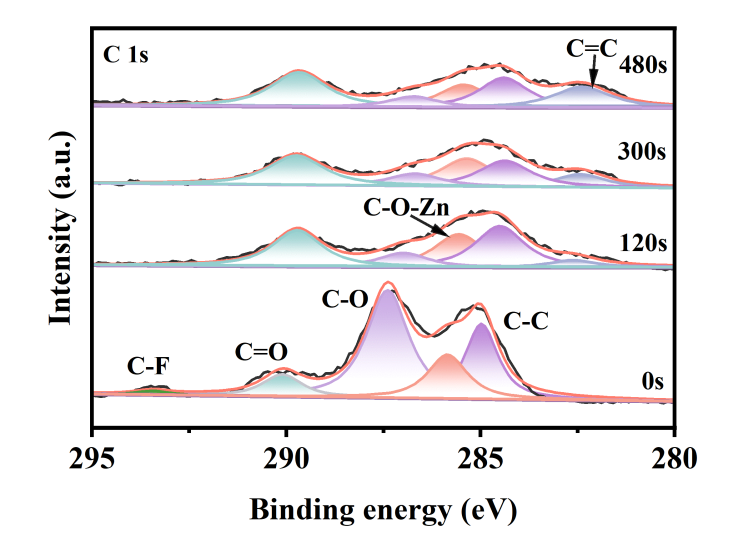 C 1s
C=C
480s
300s
C-O-Zn
120s
C-O
C-C
C=O
C-F
0s
Intensity (a.u.)
295
290
285
280
Binding energy (eV)